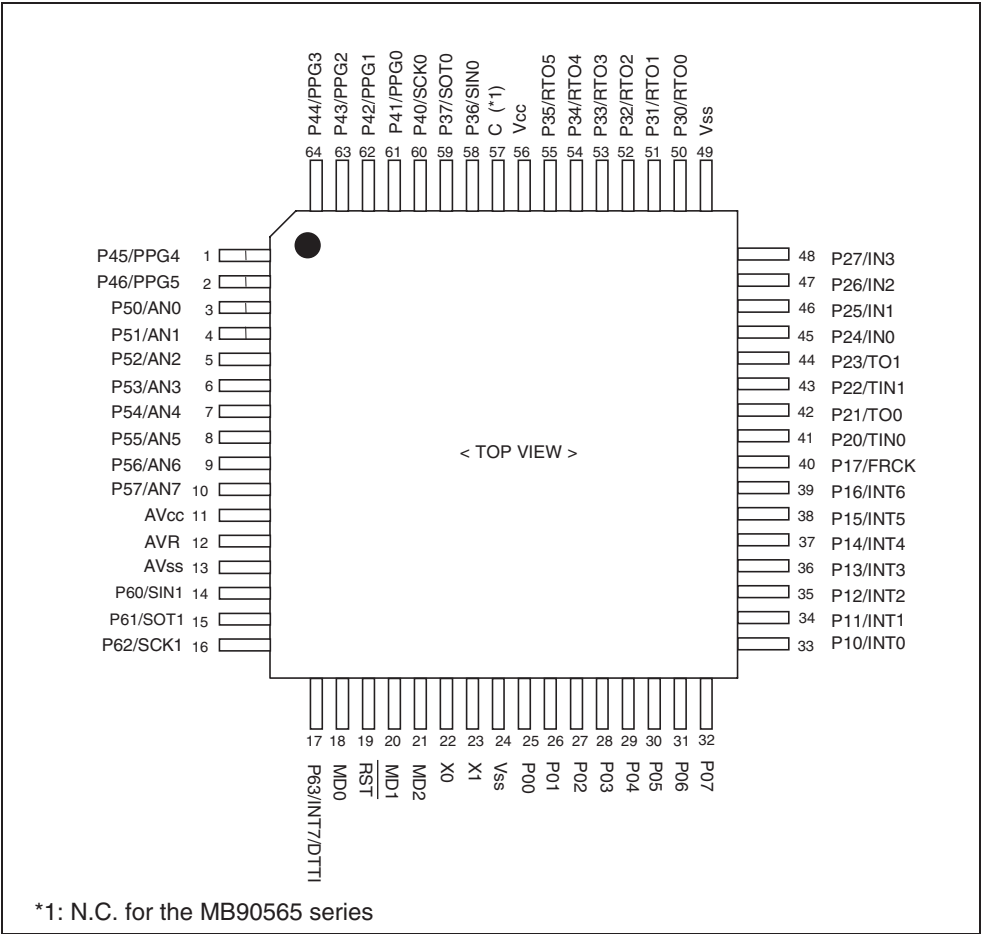 P44/PPG3
P43/PPG2
P42/PPG1
P41/PPG0
P40/SCK0
P37/SOT0
P36/SIN0
C (*1)
Vcc
P35/RTO5
P34/RTO4
P33/RTO3
P32/RTO2
P31/RTO1
P30/RTO0
Vss
64 63 62 61 60 59 58 57 56 55 54 53 52 51 50 49
P45/PPG4 1
P46/PPG5 2
P50/AN0 3
P51/AN1 4
P52/AN2 5
P53/AN3 6
P54/AN4 7
P55/AN5 8
P56/AN6 9
P57/AN7 10
AVcc 11
AVR 12
AVss 13
P60/SIN1 14
P61/SOT1 15
P62/SCK1 16
< TOP VIEW >
48 P27/IN3
47 P26/IN2
46 P25/IN1
45 P24/IN0
44 P23/TO1
43 P22/TIN1
42 P21/TO0
41 P20/TIN0
40 P17/FRCK
39 P16/INT6
38 P15/INT5
37 P14/INT4
36 P13/INT3
35 P12/INT2
34 P11/INT1
33 P10/INT0
17 18 19 20 21 22 23 24 25 26 27 28 29 30 31 32
P63/INT7/DTTI
MD0
RST
MD1
MD2
X0
X1
Vss
P00
P01
P02
P03
P04
P05
P06
P07
*1: N.C. for the MB90565 series